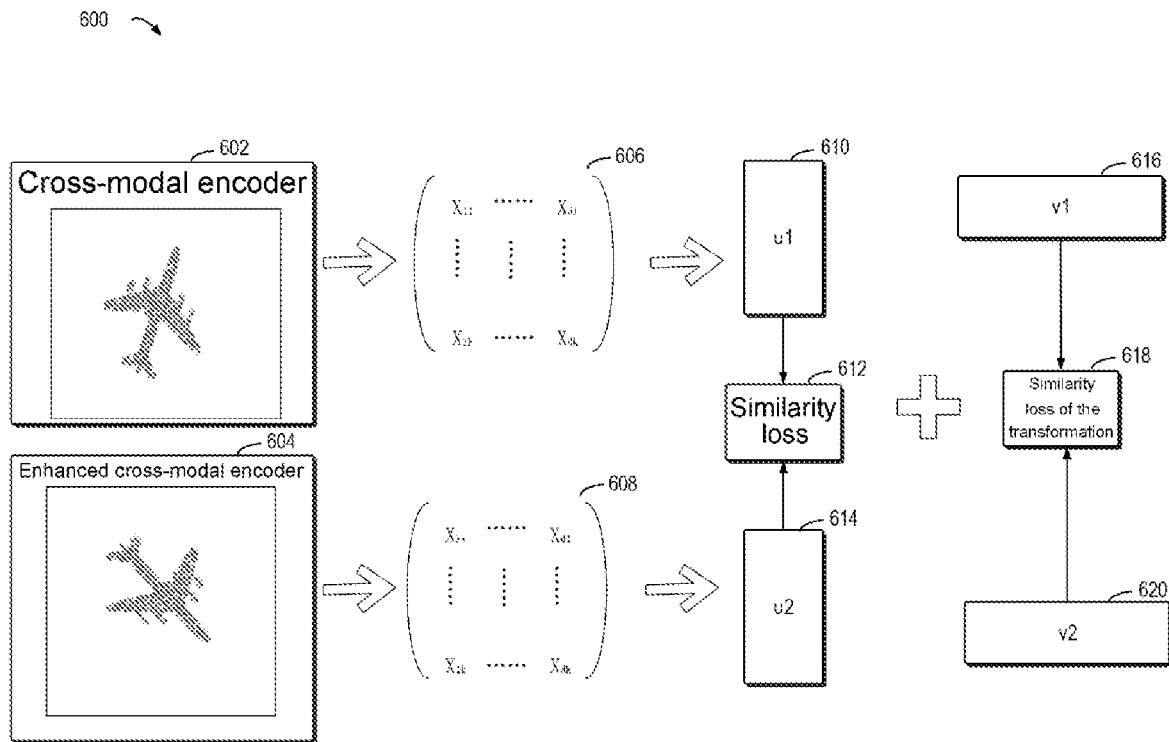 600
602
Cross-modal encoder
606
610
u1
616
v1
612
Similarity
loss
618
Similarity
loss of the
transformation
604
Enhanced cross-modal encoder
608
614
u2
620
v2